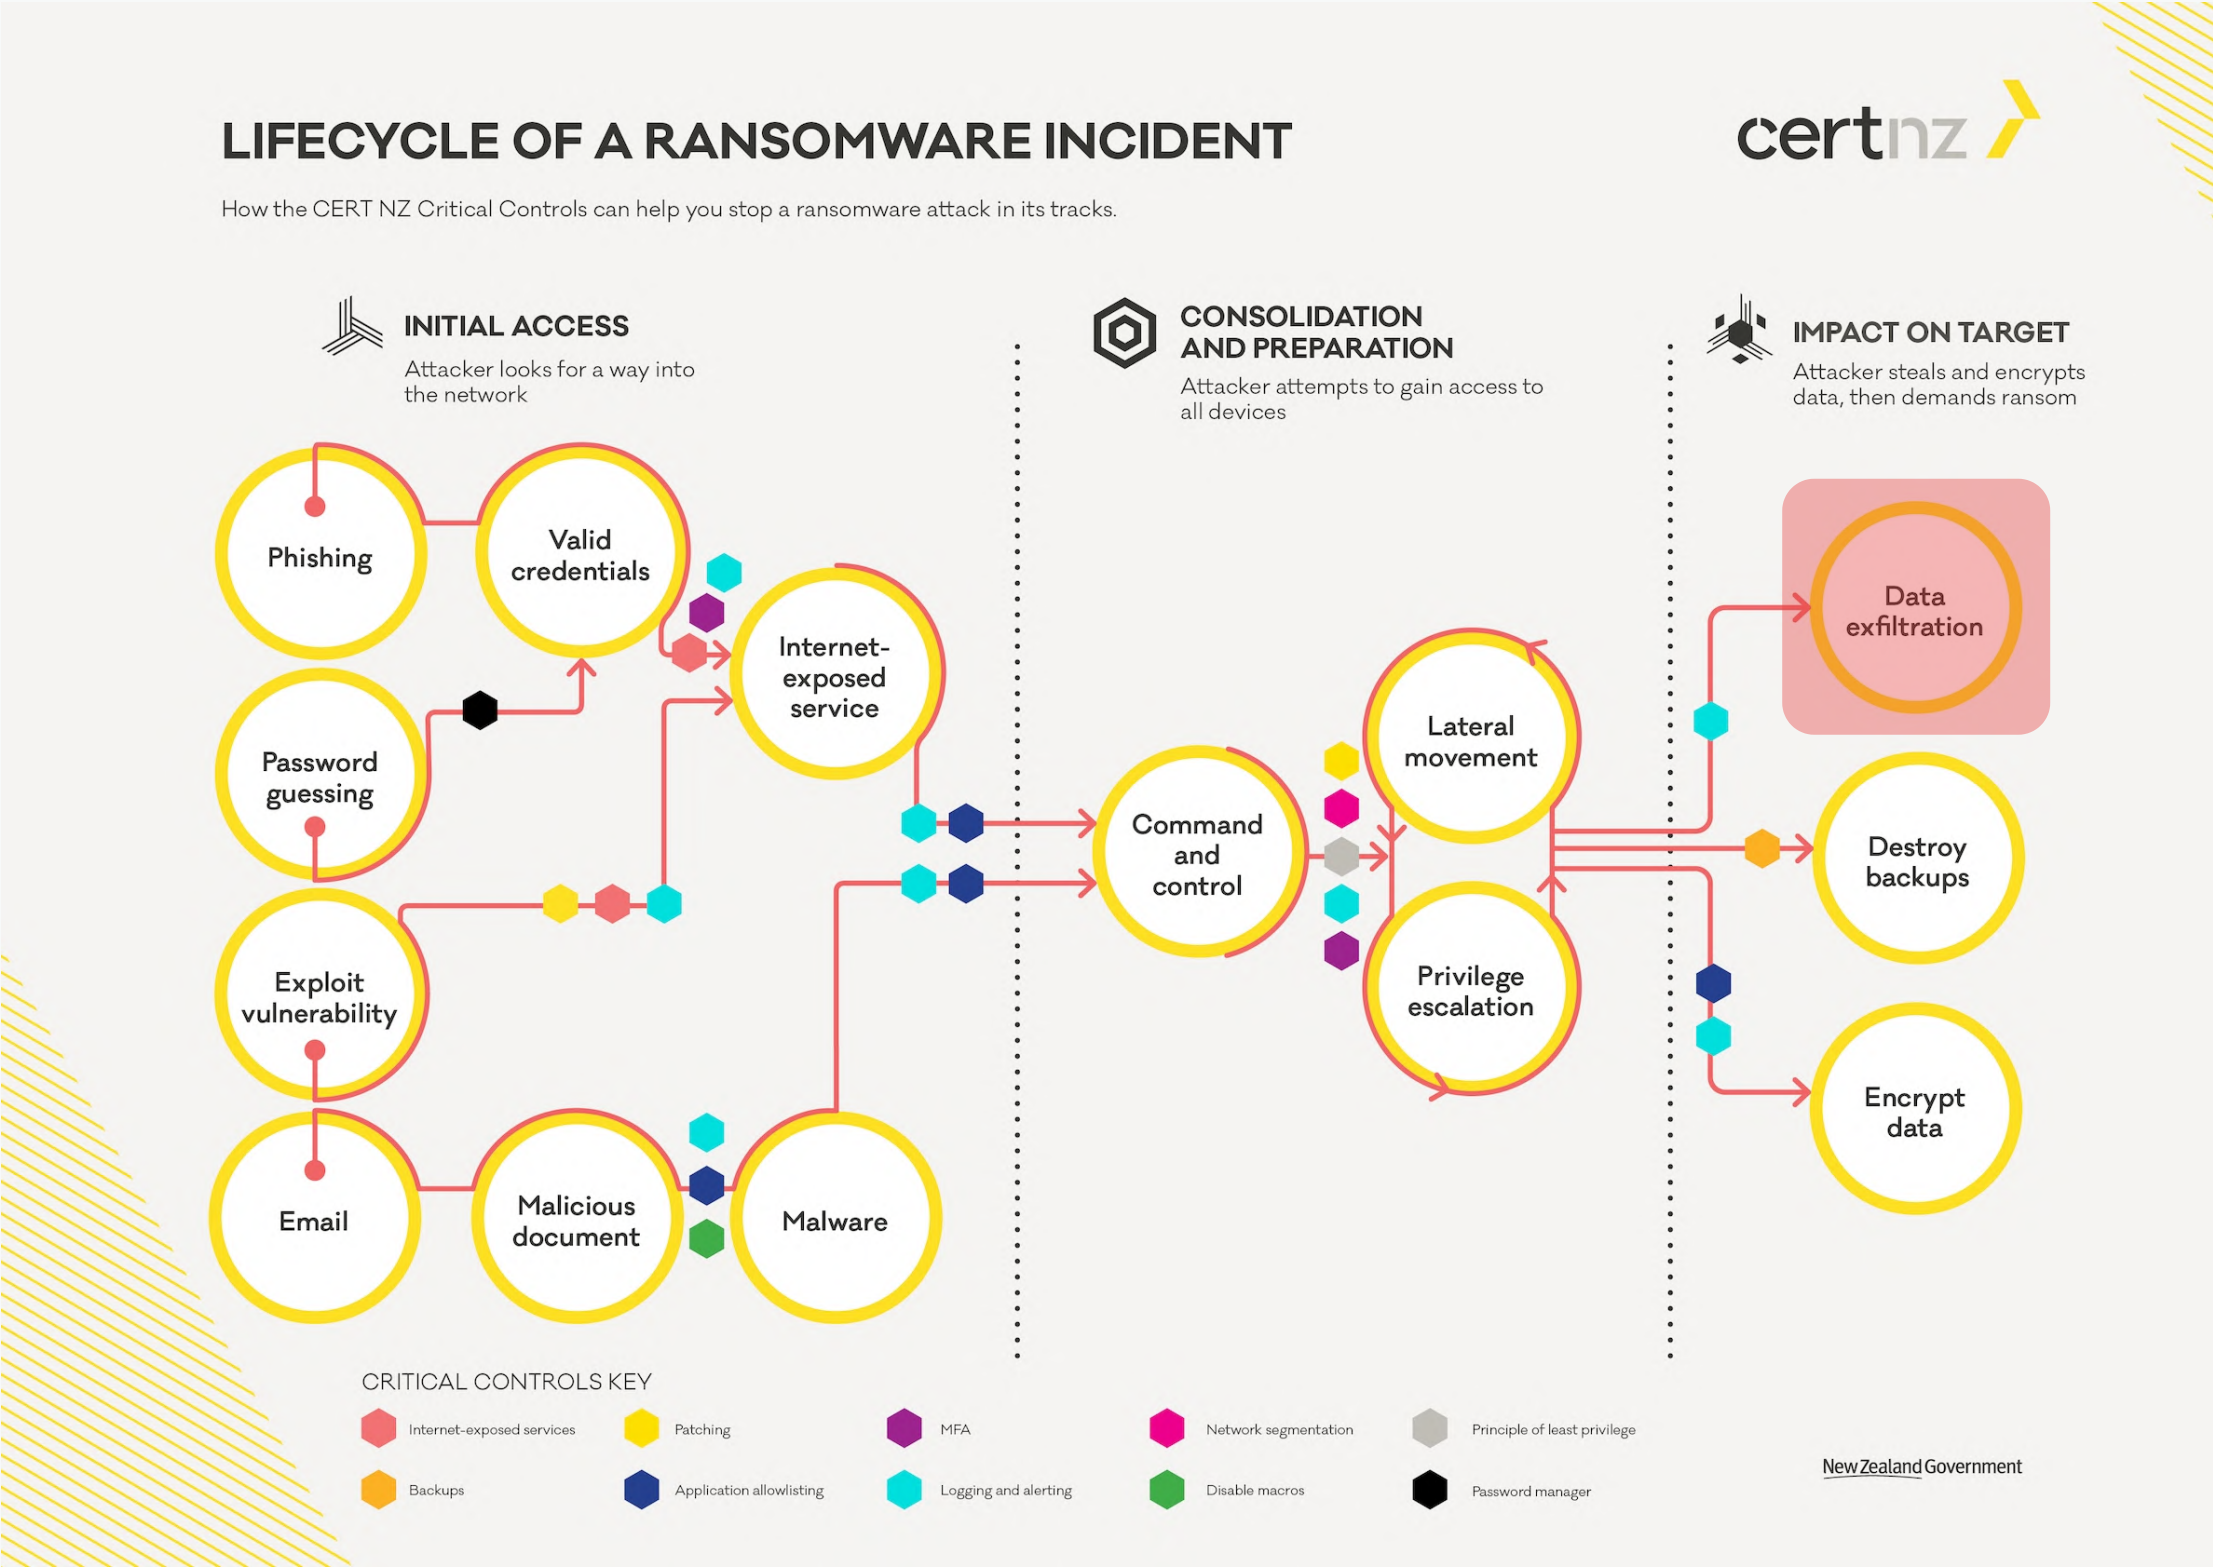 LIFECYCLE OF A RANSOMWARE INCIDENT
certnz
How the CERT NZ Critical Controls can help you stop a ransomware attack in its tracks.
INITIAL ACCESS
Attacker looks for a way into
the network
CONSOLIDATION
AND PREPARATION
Attacker attempts to gain access to
all devices
IMPACT ON TARGET
Attacker steals and encrypts
data, then demands ransom
Phishing
Valid
credentials
Password
guessing
Internet-
exposed
service
Exploit
vulnerability
Email
Malicious
document
Malware
Command
and
control
Lateral
movement
Privilege
escalation
Data
exfiltration
Destroy
backups
Encrypt
data
CRITICAL CONTROLS KEY
Internet-exposed services
Patching
MFA
Network segmentation
Principle of least privilege
Backups
Application allowlisting
Logging and alerting
Disable macros
Password manager
New Zealand Government